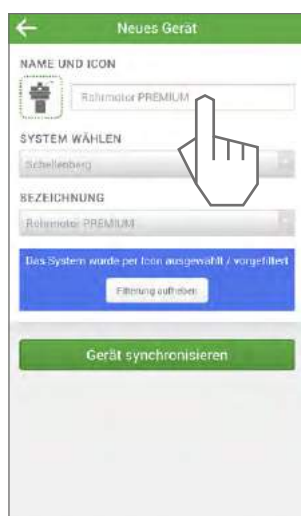 Neues Gerät
NAME UND ICON
Rohrmotor PREMIUM
SYSTEM WÄHLEN
Schellenberg
BEZEICHNUNG
Rohrmotor PREMIUM
Das System wurde per Icon ausgewählt / vorgefiltert
Filterung aufheben
Gerät synchronisieren